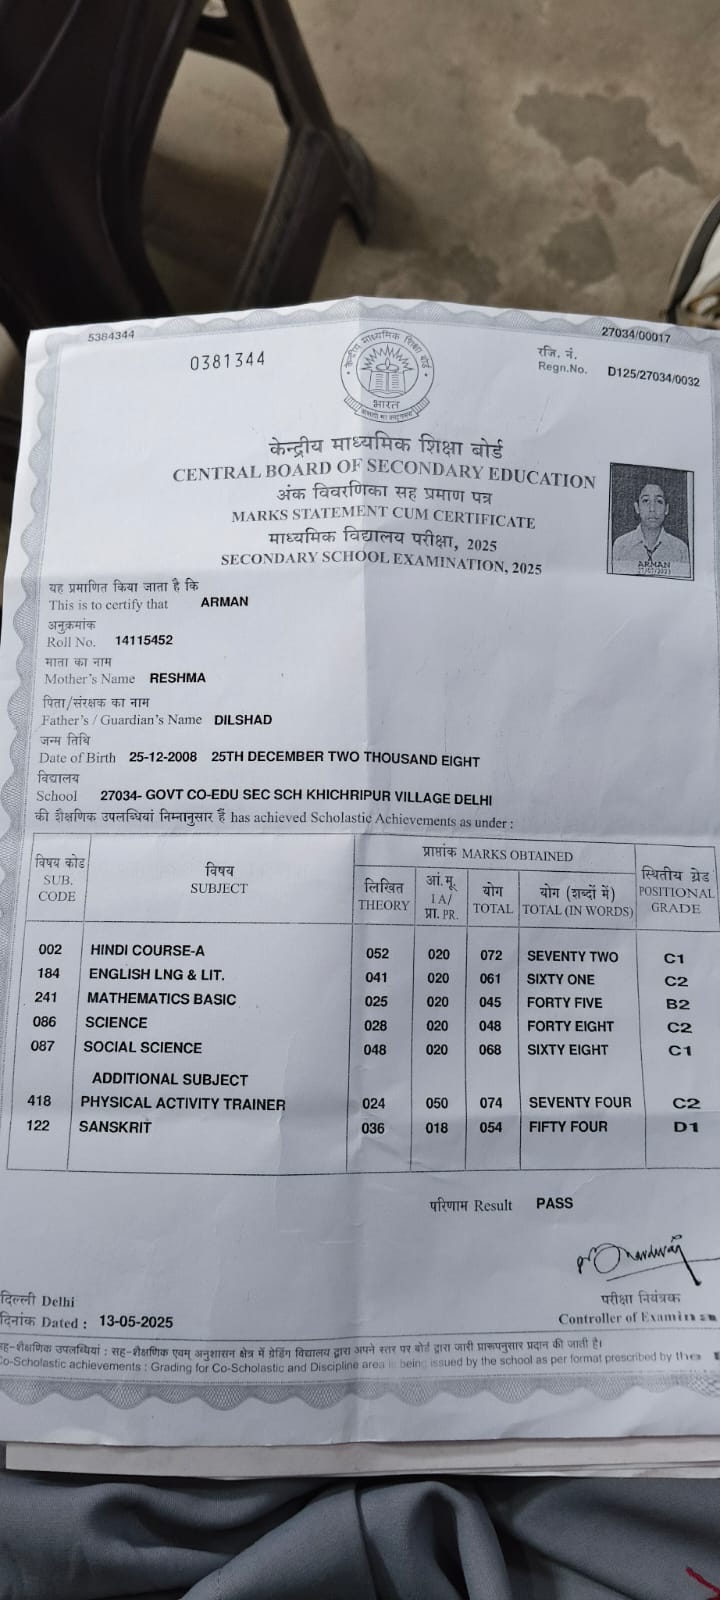 5384344
27034/00017
0381344
रजि. नं.
Regn.No. D125/27034/0032
केन्द्रीय माध्यमिक शिक्षा बोर्ड
भारत
केन्द्रीय माध्यमिक शिक्षा बोर्ड
CENTRAL BOARD OF SECONDARY EDUCATION
अंक विवरणिका सह प्रमाण पत्र
MARKS STATEMENT CUM CERTIFICATE
माध्यमिक विद्यालय परीक्षा, 2025
SECONDARY SCHOOL EXAMINATION, 2025
ARMAN
यह प्रमाणित किया जाता है कि
This is to certify that ARMAN
अनुक्रमांक
Roll No. 14115452
माता का नाम
Mother's Name RESHMA
पिता/संरक्षक का नाम
Father's / Guardian's Name DILSHAD
जन्म तिथि
Date of Birth 25-12-2008 25TH DECEMBER TWO THOUSAND EIGHT
विद्यालय
School 27034- GOVT CO-EDU SEC SCH KHICHRIPUR VILLAGE DELHI
की शैक्षणिक उपलब्धियां निम्नानुसार हैं has achieved Scholastic Achievements as under :
विषय कोड SUB. CODE विषय SUBJECT प्राप्तांक MARKS OBTAINED स्थितीय ग्रेड POSITIONAL GRADE
लिखित THEORY आं.मू. I A/ प्रा. PR. योग TOTAL योग (शब्दों में) TOTAL (IN WORDS)
002 HINDI COURSE-A 052 020 072 SEVENTY TWO C1
184 ENGLISH LNG & LIT. 041 020 061 SIXTY ONE C2
241 MATHEMATICS BASIC 025 020 045 FORTY FIVE B2
086 SCIENCE 028 020 048 FORTY EIGHT C2
087 SOCIAL SCIENCE 048 020 068 SIXTY EIGHT C1
ADDITIONAL SUBJECT
418 PHYSICAL ACTIVITY TRAINER 024 050 074 SEVENTY FOUR C2
122 SANSKRIT 036 018 054 FIFTY FOUR D1
परिणाम Result PASS
दिल्ली Delhi
दिनांक Dated : 13-05-2025
परीक्षा नियंत्रक
Controller of Examinations
सह-शैक्षणिक उपलब्धियां : सह-शैक्षणिक एवम् अनुशासन क्षेत्र में ग्रेडिंग विद्यालय द्वारा अपने स्तर पर बोर्ड द्वारा जारी प्रारूपनुसार प्रदान की जाती है।
Co-Scholastic achievements : Grading for Co-Scholastic and Discipline area is being issued by the school as per format prescribed by the